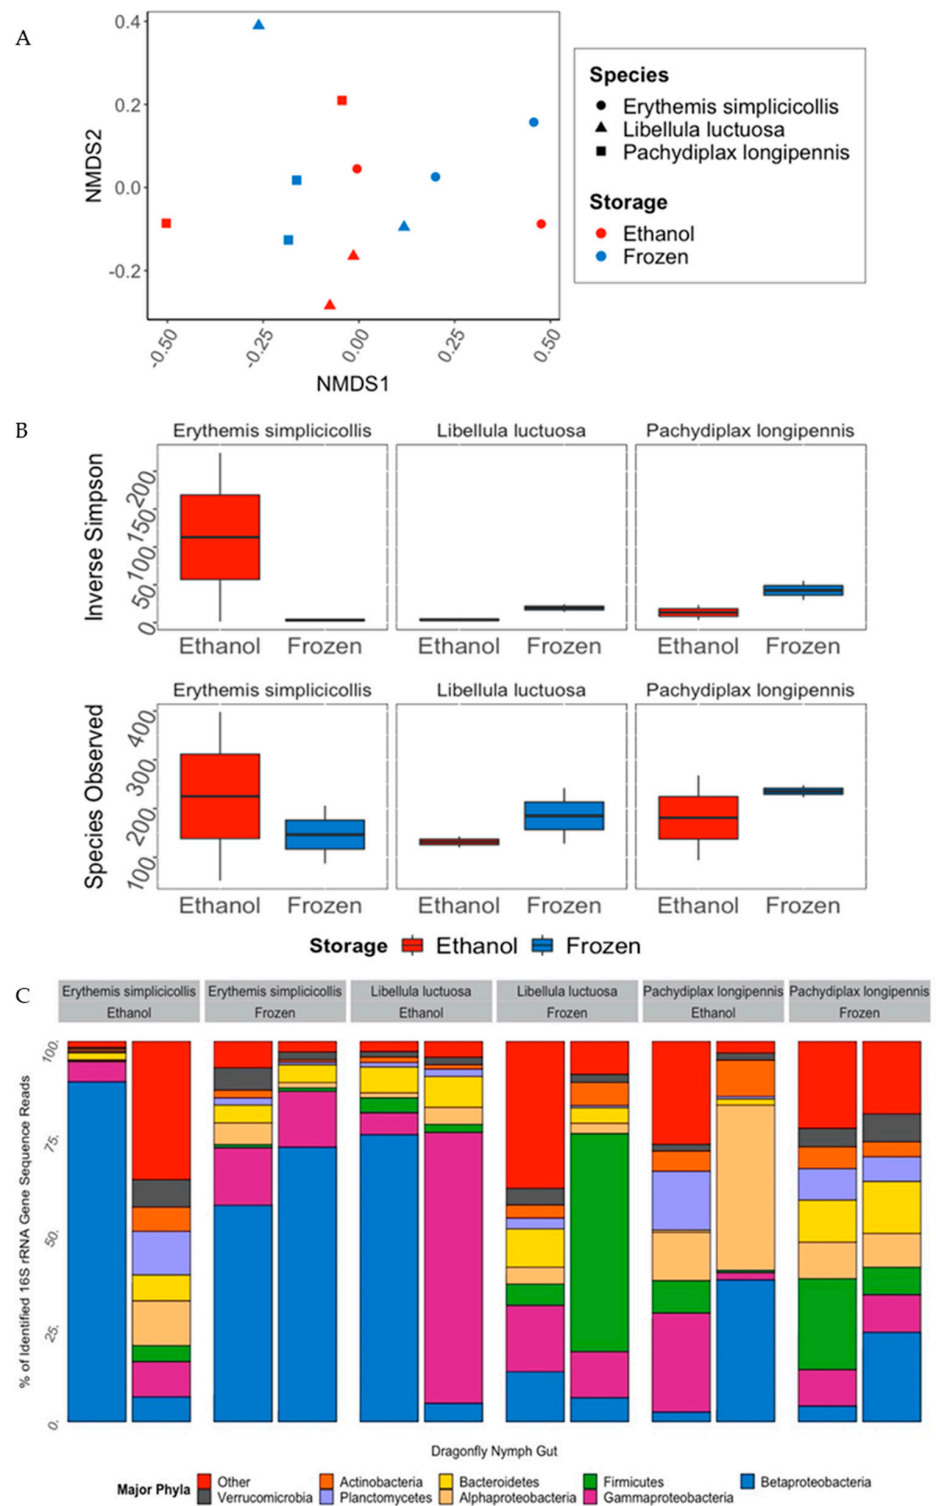 A
0.4
0.2
0.0
-0.2
NMDS2
-0.50
-0.25
0.00
0.25
0.50
NMDS1
Species
Erythemis simplicicollis
Libellula luctuosa
Pachydiplax longipennis
Storage
Ethanol
Frozen
B
Erythemis simplicicollis Libellula luctuosa Pachydiplax longipennis
Inverse Simpson
200
150
100
50
0
Ethanol Frozen Ethanol Frozen Ethanol Frozen
Erythemis simplicicollis Libellula luctuosa Pachydiplax longipennis
Species Observed
400
300
200
100
Ethanol Frozen Ethanol Frozen Ethanol Frozen
Storage Ethanol Frozen
C
Erythemis simplicicollis Erythemis simplicicollis Libellula luctuosa Libellula luctuosa Pachydiplax longipennis Pachydiplax longipennis
Ethanol Frozen Ethanol Frozen Ethanol Frozen
% of Identified 16S rRNA Gene Sequence Reads
100
75
50
25
0
Dragonfly Nymph Gut
Major Phyla
Other Actinobacteria Bacteroidetes Firmicutes Betaproteobacteria
Verrucomicrobia Planctomycetes Alphaproteobacteria Gammaproteobacteria